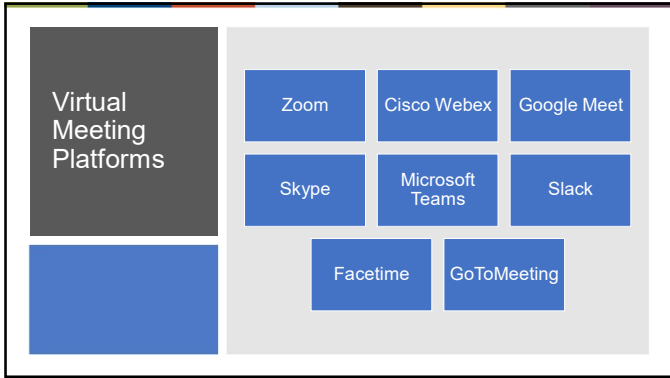 Virtual
Meeting
Platforms
Zoom
Cisco Webex
Google Meet
Skype
Microsoft
Teams
Slack
Facetime
GoToMeeting